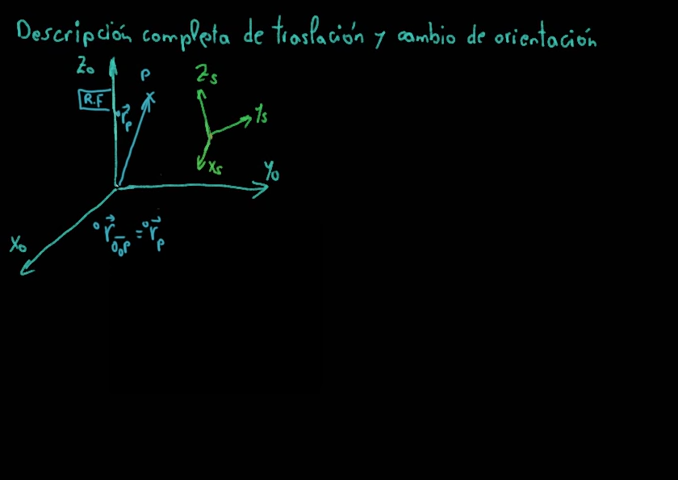 Descripción completa de traslación y cambio de orientación
Z₀
P
R.F
⁰r⃗ₚ
Zₛ
Yₛ
Xₛ
Y₀
X₀
⁰r⃗_{0₀P} = ⁰r⃗ₚ